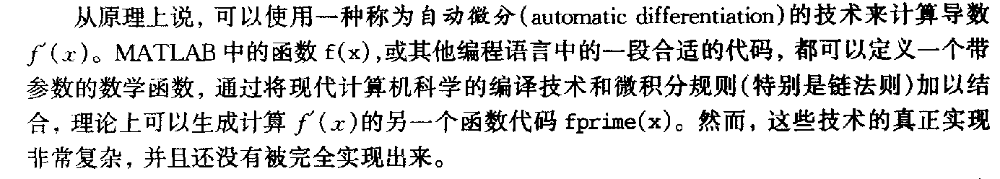 从原理上说，可以使用一种称为自动微分(automatic differentiation)的技术来计算导数
f′(x)。MATLAB中的函数f(x),或其他编程语言中的一段合适的代码，都可以定义一个带
参数的数学函数，通过将现代计算机科学的编译技术和微积分规则(特别是链法则)加以结
合，理论上可以生成计算 f′(x)的另一个函数代码 fprime(x)。然而，这些技术的真正实现
非常复杂，并且还没有被完全实现出来。